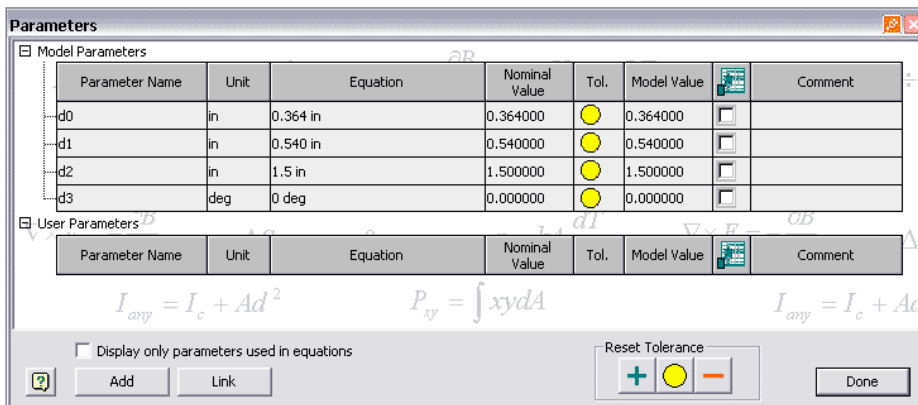 Parameters
Model Parameters
∂B
Parameter Name Unit Equation Nominal Value Tol. Model Value Comment
d0 in 0.364 in 0.364000 0.364000
d1 in 0.540 in 0.540000 0.540000
d2 in 1.5 in 1.500000 1.500000
d3 deg 0 deg 0.000000 0.000000
User Parameters
Parameter Name Unit Equation Nominal Value Tol. Model Value Comment
I_any = I_c + Ad² P_xy = ∫ xydA I_any = I_c + Ad
Display only parameters used in equations
Reset Tolerance
Add Link + − Done